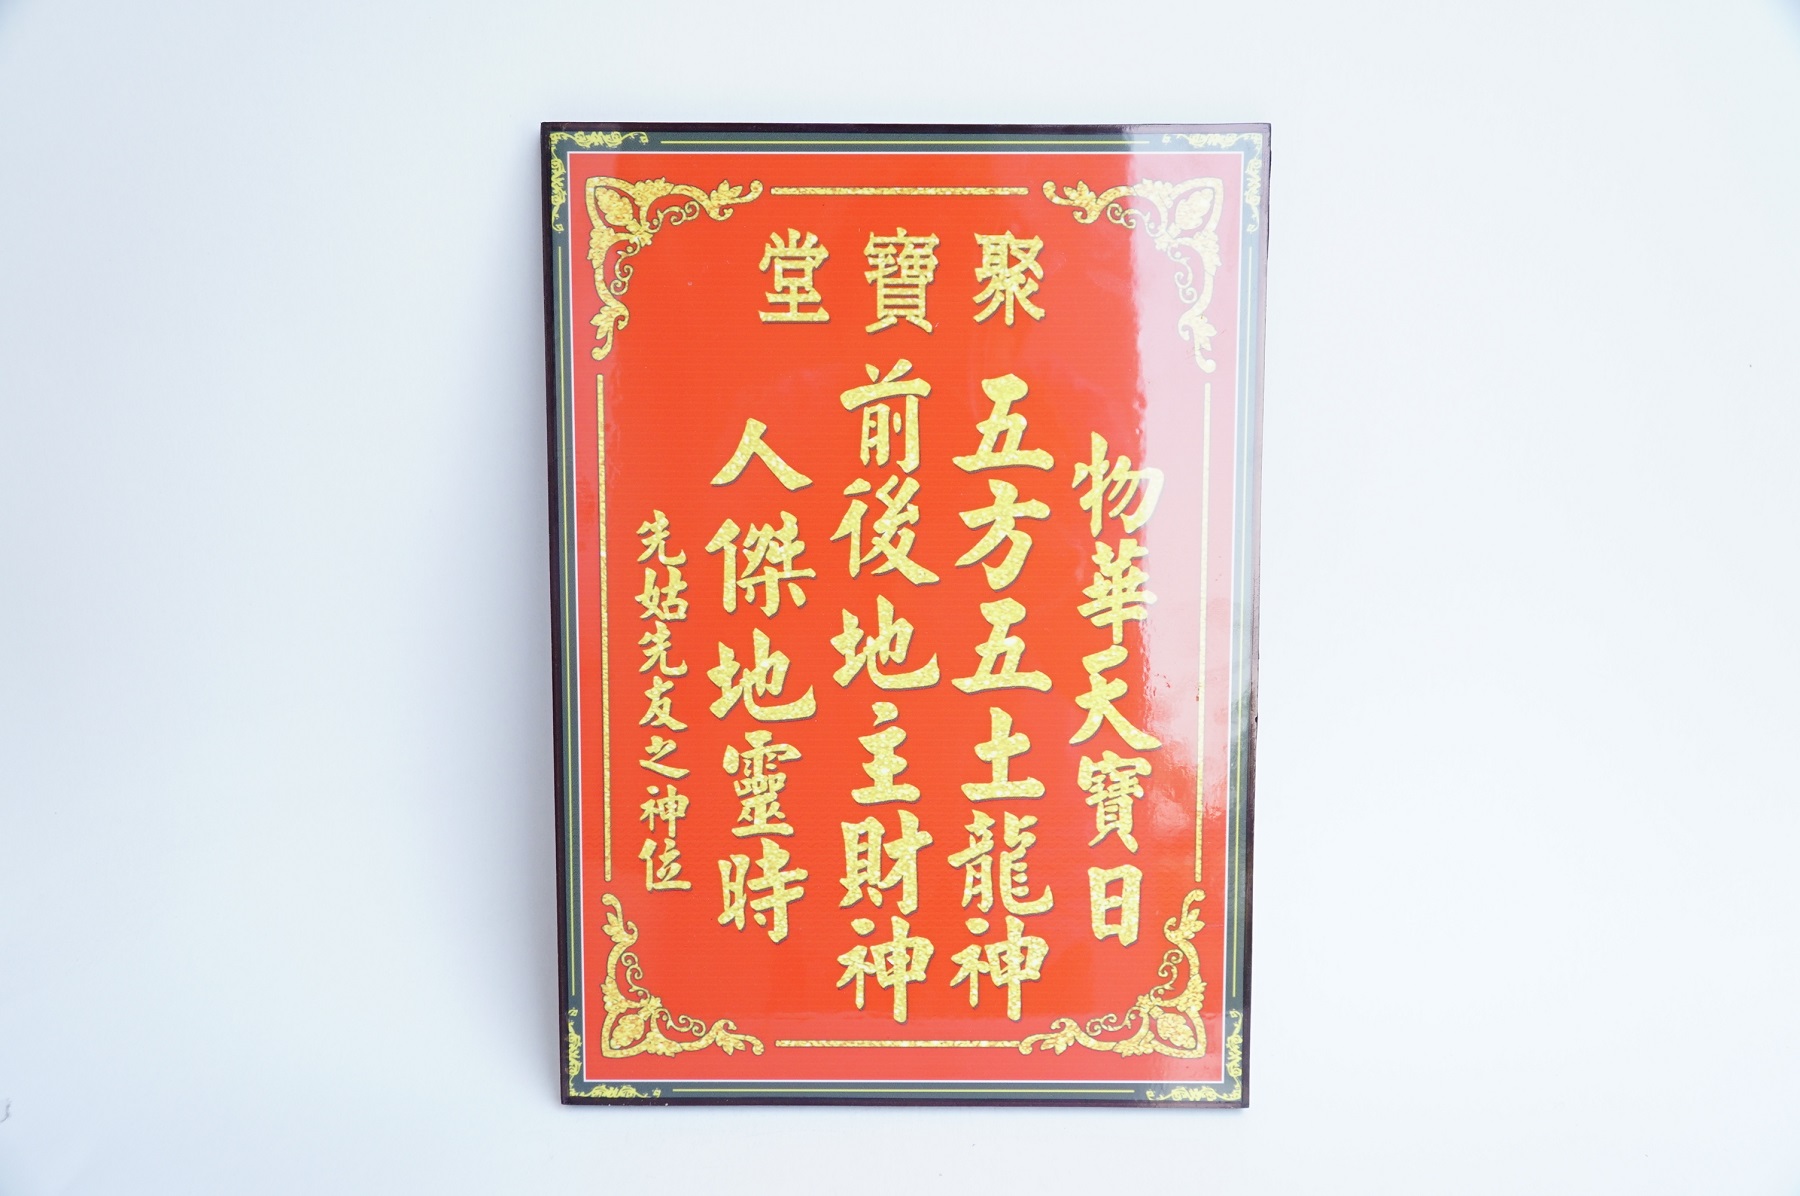 聚寶堂
物華天寶日
五方五土龍神
前後地主財神
人傑地靈時
先姑先友之神位